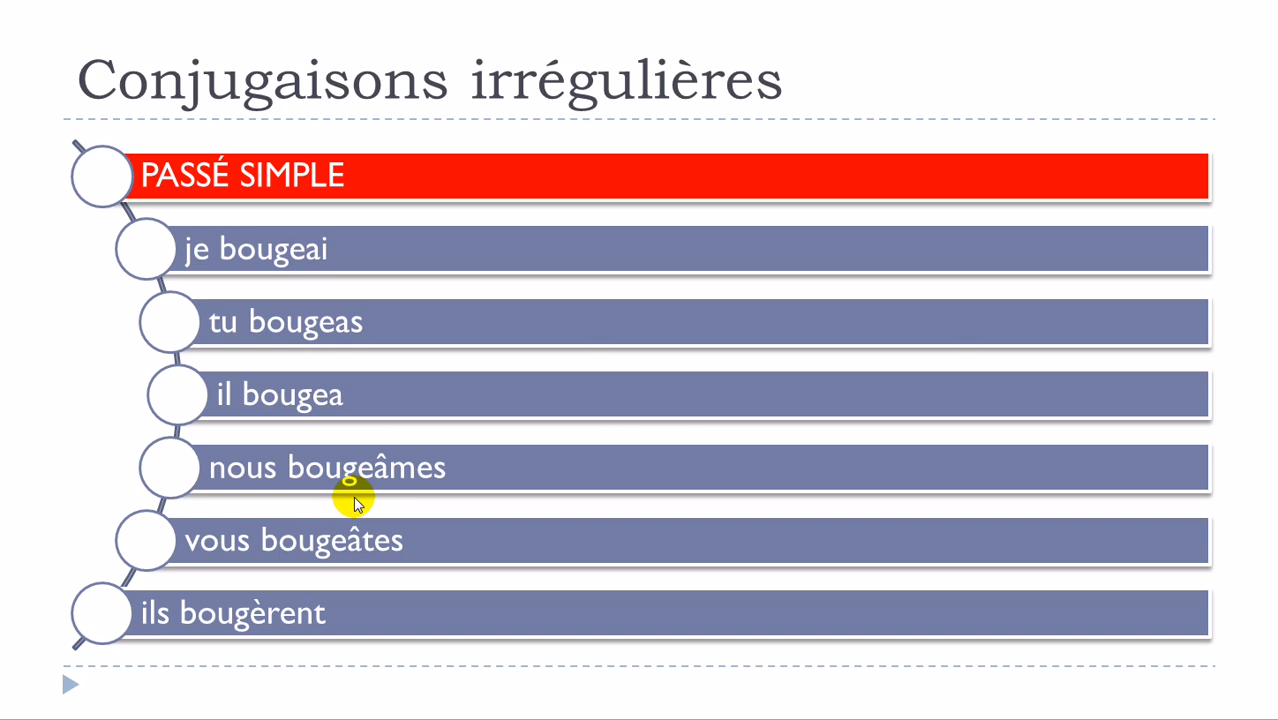 Conjugaisons irrégulières
PASSÉ SIMPLE
je bougeai
tu bougeas
il bougea
nous bougeâmes
vous bougeâtes
ils bougèrent